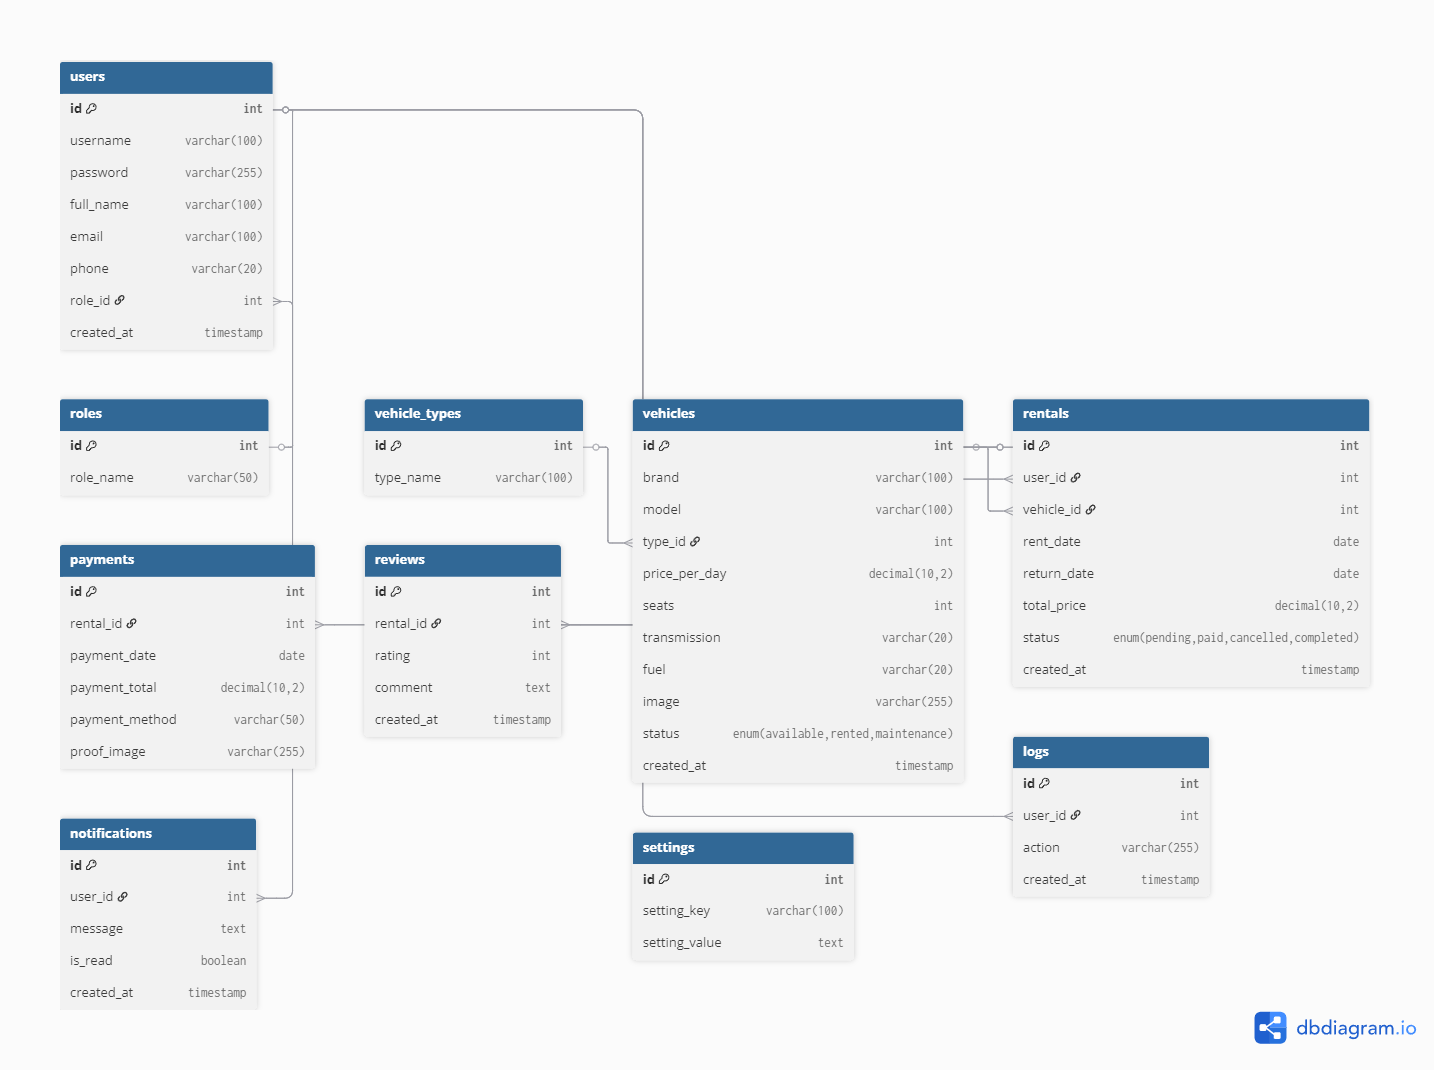 users
id int
username varchar(100)
password varchar(255)
full_name varchar(100)
email varchar(100)
phone varchar(20)
role_id int
created_at timestamp
roles
id int
role_name varchar(50)
vehicle_types
id int
type_name varchar(100)
vehicles
id int
brand varchar(100)
model varchar(100)
type_id int
price_per_day decimal(10,2)
seats int
transmission varchar(20)
fuel varchar(20)
image varchar(255)
status enum(available,rented,maintenance)
created_at timestamp
rentals
id int
user_id int
vehicle_id int
rent_date date
return_date date
total_price decimal(10,2)
status enum(pending,paid,cancelled,completed)
created_at timestamp
payments
id int
rental_id int
payment_date date
payment_total decimal(10,2)
payment_method varchar(50)
proof_image varchar(255)
reviews
id int
rental_id int
rating int
comment text
created_at timestamp
logs
id int
user_id int
action varchar(255)
created_at timestamp
notifications
id int
user_id int
message text
is_read boolean
created_at timestamp
settings
id int
setting_key varchar(100)
setting_value text
dbdiagram.io